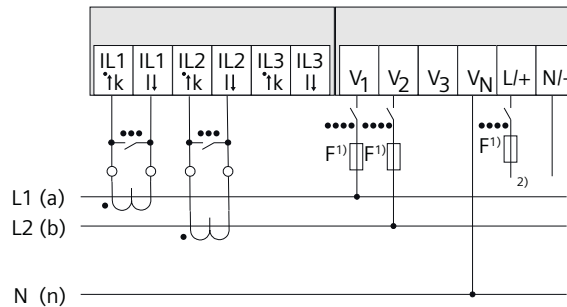 IL1 IL1 IL2 IL2 IL3 IL3
↑k l↓ ↑k l↓ ↑k l↓ V1 V2 V3 VN L/+ N/-
F1) F1) F1)
2)
L1 (a)
L2 (b)
N (n)